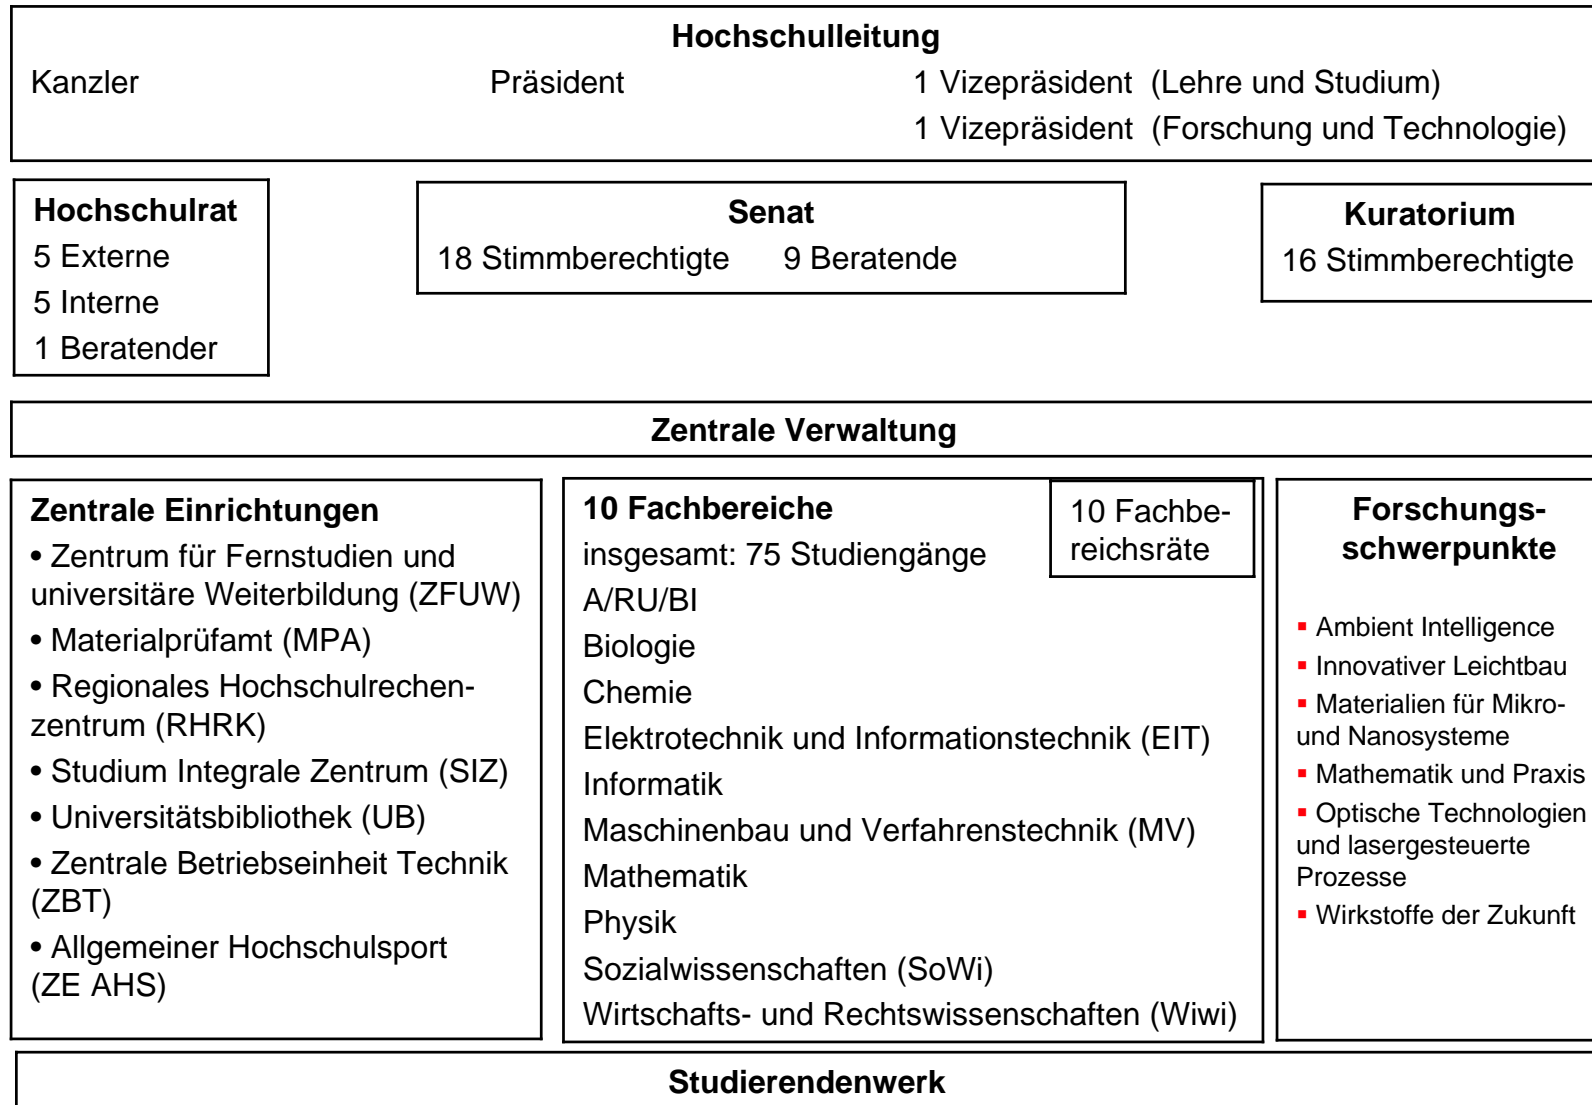 Hochschulleitung
Kanzler Präsident 1 Vizepräsident (Lehre und Studium)
1 Vizepräsident (Forschung und Technologie)
Hochschulrat
5 Externe
5 Interne
1 Beratender
Senat
18 Stimmberechtigte 9 Beratende
Kuratorium
16 Stimmberechtigte
Zentrale Verwaltung
Zentrale Einrichtungen
• Zentrum für Fernstudien und
universitäre Weiterbildung (ZFUW)
• Materialprüfamt (MPA)
• Regionales Hochschulrechen-
zentrum (RHRK)
• Studium Integrale Zentrum (SIZ)
• Universitätsbibliothek (UB)
• Zentrale Betriebseinheit Technik
(ZBT)
• Allgemeiner Hochschulsport
(ZE AHS)
10 Fachbereiche
insgesamt: 75 Studiengänge
A/RU/BI
Biologie
Chemie
Elektrotechnik und Informationstechnik (EIT)
Informatik
Maschinenbau und Verfahrenstechnik (MV)
Mathematik
Physik
Sozialwissenschaften (SoWi)
Wirtschafts- und Rechtswissenschaften (Wiwi)
10 Fachbe-
reichsräte
Forschungs-
schwerpunkte
▪ Ambient Intelligence
▪ Innovativer Leichtbau
▪ Materialien für Mikro-
und Nanosysteme
▪ Mathematik und Praxis
▪ Optische Technologien
und lasergesteuerte
Prozesse
▪ Wirkstoffe der Zukunft
Studierendenwerk